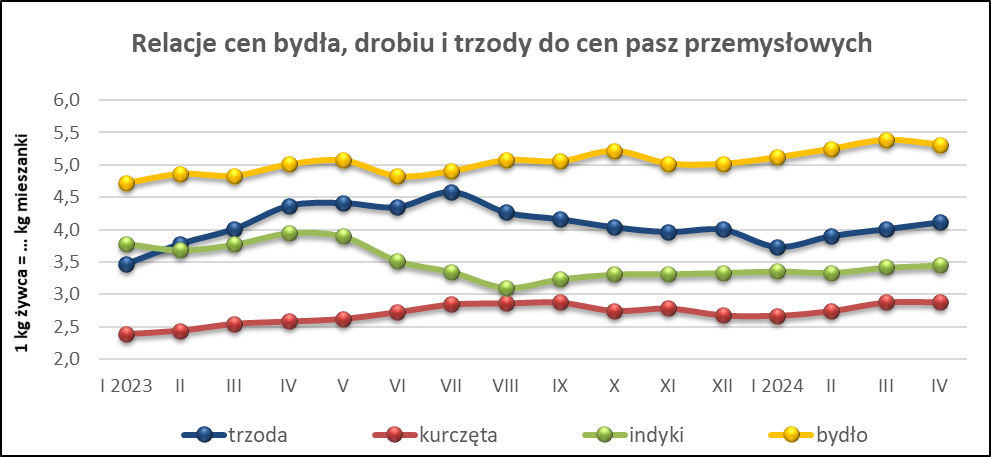 Relacje cen bydła, drobiu i trzody do cen pasz przemysłowych
1 kg żywca = ... kg mieszanki
6,0
5,5
5,0
4,5
4,0
3,5
3,0
2,5
2,0
I 2023 II III IV V VI VII VIII IX X XI XII I 2024 II III IV
trzoda kurczęta indyki bydło